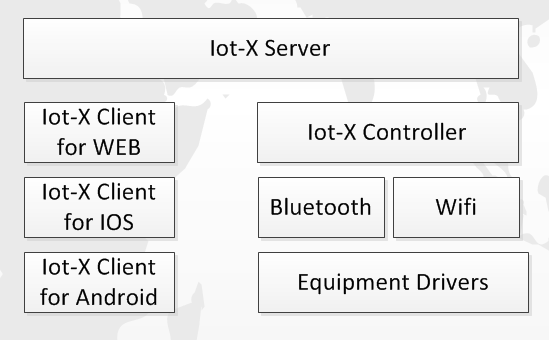 Iot-X Server
Iot-X Client
for WEB
Iot-X Controller
Iot-X Client
for IOS
Bluetooth
Wifi
Iot-X Client
for Android
Equipment Drivers